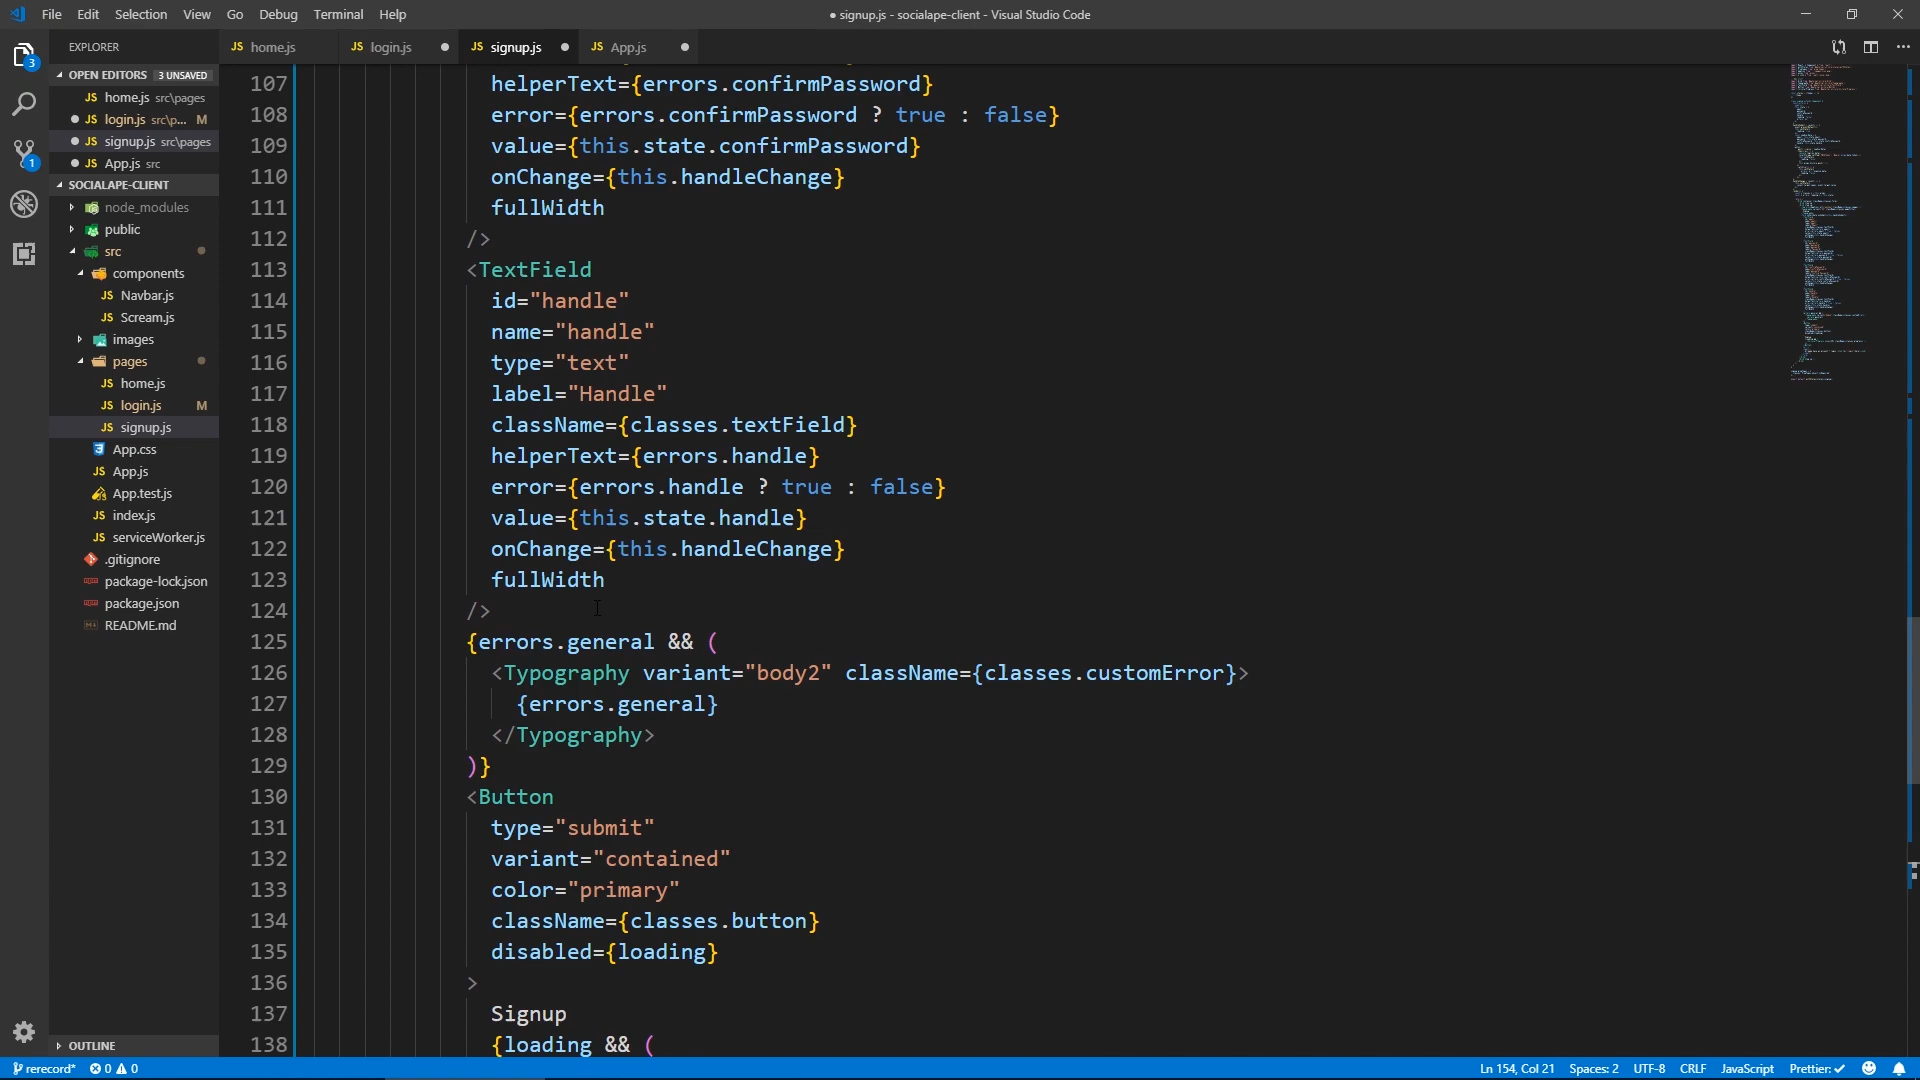 File Edit Selection View Go Debug Terminal Help
● signup.js - socialape-client - Visual Studio Code
EXPLORER
JS home.js
JS login.js ●
JS signup.js ●
JS App.js ●
OPEN EDITORS 3 UNSAVED
JS home.js src\pages
● JS login.js src\p... M
● JS signup.js src\pages
● JS App.js src
SOCIALAPE-CLIENT
node_modules
public
src
components
JS Navbar.js
JS Scream.js
images
pages
JS home.js
JS login.js M
JS signup.js
App.css
JS App.js
App.test.js
JS index.js
JS serviceWorker.js
.gitignore
package-lock.json
package.json
README.md
OUTLINE
3
1
107 helperText={errors.confirmPassword}
108 error={errors.confirmPassword ? true : false}
109 value={this.state.confirmPassword}
110 onChange={this.handleChange}
111 fullWidth
112 />
113 <TextField
114 id="handle"
115 name="handle"
116 type="text"
117 label="Handle"
118 className={classes.textField}
119 helperText={errors.handle}
120 error={errors.handle ? true : false}
121 value={this.state.handle}
122 onChange={this.handleChange}
123 fullWidth
124 />
125 {errors.general && (
126 <Typography variant="body2" className={classes.customError}>
127 {errors.general}
128 </Typography>
129 )}
130 <Button
131 type="submit"
132 variant="contained"
133 color="primary"
134 className={classes.button}
135 disabled={loading}
136 >
137 Signup
138 {loading && (
rerecord* 0 0
Ln 154, Col 21 Spaces: 2 UTF-8 CRLF JavaScript Prettier: ✓